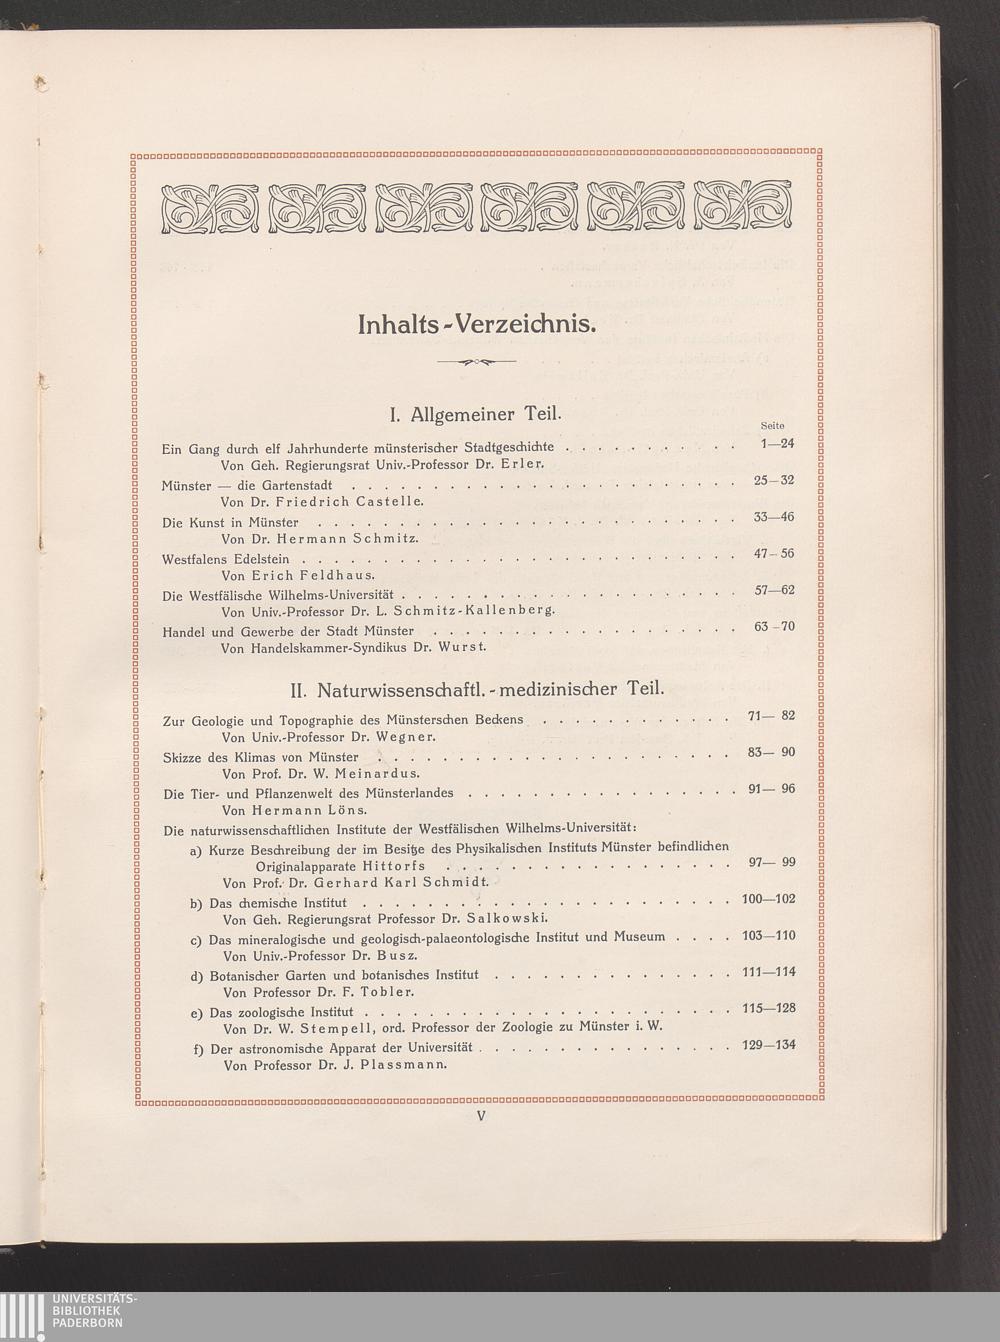 Inhalts-Verzeichnis.
I. Allgemeiner Teil.
Seite
Ein Gang durch elf Jahrhunderte münsterischer Stadtgeschichte . . . . . . . . . . . 1—24
Von Geh. Regierungsrat Univ.-Professor Dr. Erler.
Münster — die Gartenstadt . . . . . . . . . . . . . . . . . . . . . . . . 25—32
Von Dr. Friedrich Castelle.
Die Kunst in Münster . . . . . . . . . . . . . . . . . . . . . . . . . . 33—46
Von Dr. Hermann Schmitz.
Westfalens Edelstein . . . . . . . . . . . . . . . . . . . . . . . . . . . 47—56
Von Erich Feldhaus.
Die Westfälische Wilhelms-Universität . . . . . . . . . . . . . . . . . . . . . 57—62
Von Univ.-Professor Dr. L. Schmitz-Kallenberg.
Handel und Gewerbe der Stadt Münster . . . . . . . . . . . . . . . . . . . 63—70
Von Handelskammer-Syndikus Dr. Wurst.
II. Naturwissenschaftl.-medizinischer Teil.
Zur Geologie und Topographie des Münsterschen Beckens . . . . . . . . . . . . 71— 82
Von Univ.-Professor Dr. Wegner.
Skizze des Klimas von Münster . . . . . . . . . . . . . . . . . . . . . . 83— 90
Von Prof. Dr. W. Meinardus.
Die Tier- und Pflanzenwelt des Münsterlandes . . . . . . . . . . . . . . . . . 91— 96
Von Hermann Löns.
Die naturwissenschaftlichen Institute der Westfälischen Wilhelms-Universität:
a) Kurze Beschreibung der im Besitze des Physikalischen Instituts Münster befindlichen
Originalapparate Hittorfs . . . . . . . . . . . . . . . . . . 97— 99
Von Prof. Dr. Gerhard Karl Schmidt.
b) Das chemische Institut . . . . . . . . . . . . . . . . . . . . . . . 100—102
Von Geh. Regierungsrat Professor Dr. Salkowski.
c) Das mineralogische und geologisch-palaeontologische Institut und Museum . . . . 103—110
Von Univ.-Professor Dr. Busz.
d) Botanischer Garten und botanisches Institut . . . . . . . . . . . . . . . 111—114
Von Professor Dr. F. Tobler.
e) Das zoologische Institut . . . . . . . . . . . . . . . . . . . . . . . 115—128
Von Dr. W. Stempell, ord. Professor der Zoologie zu Münster i. W.
f) Der astronomische Apparat der Universität . . . . . . . . . . . . . . . . 129—134
Von Professor Dr. J. Plassmann.
V
UNIVERSITÄTS-
BIBLIOTHEK
PADERBORN